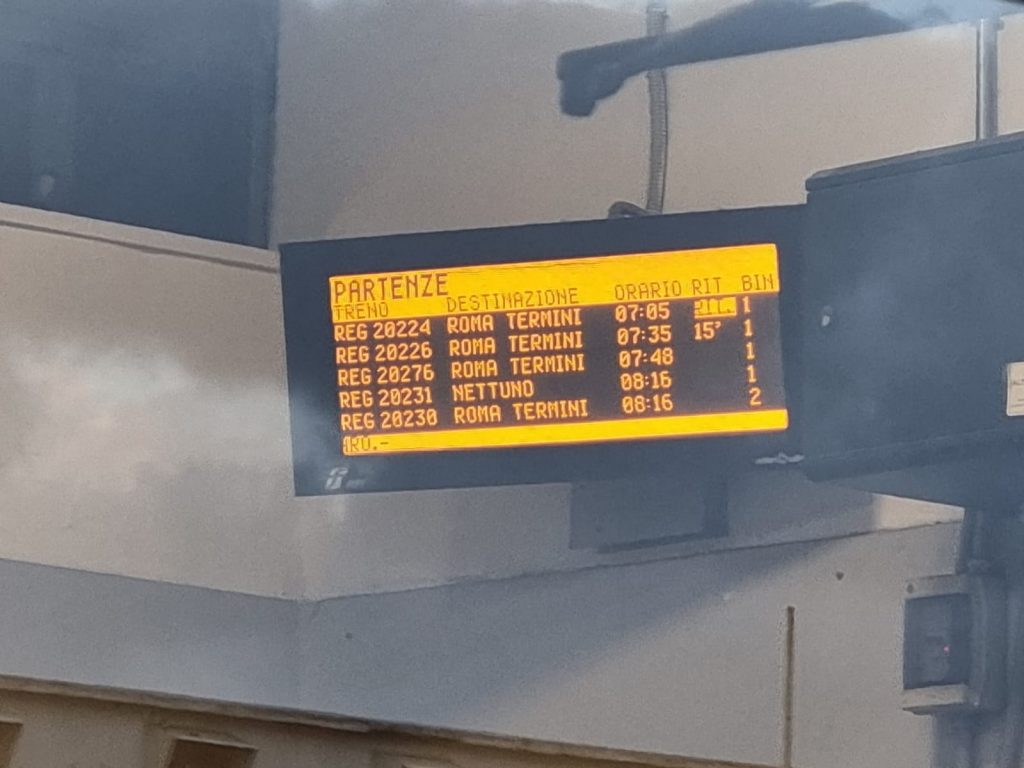 PARTENZE
TRENO DESTINAZIONE ORARIO RIT BIN
REG 20224 ROMA TERMINI 07:05 1
REG 20226 ROMA TERMINI 07:35 15' 1
REG 20276 ROMA TERMINI 07:48 1
REG 20231 NETTUNO 08:16 1
REG 20230 ROMA TERMINI 08:16 2